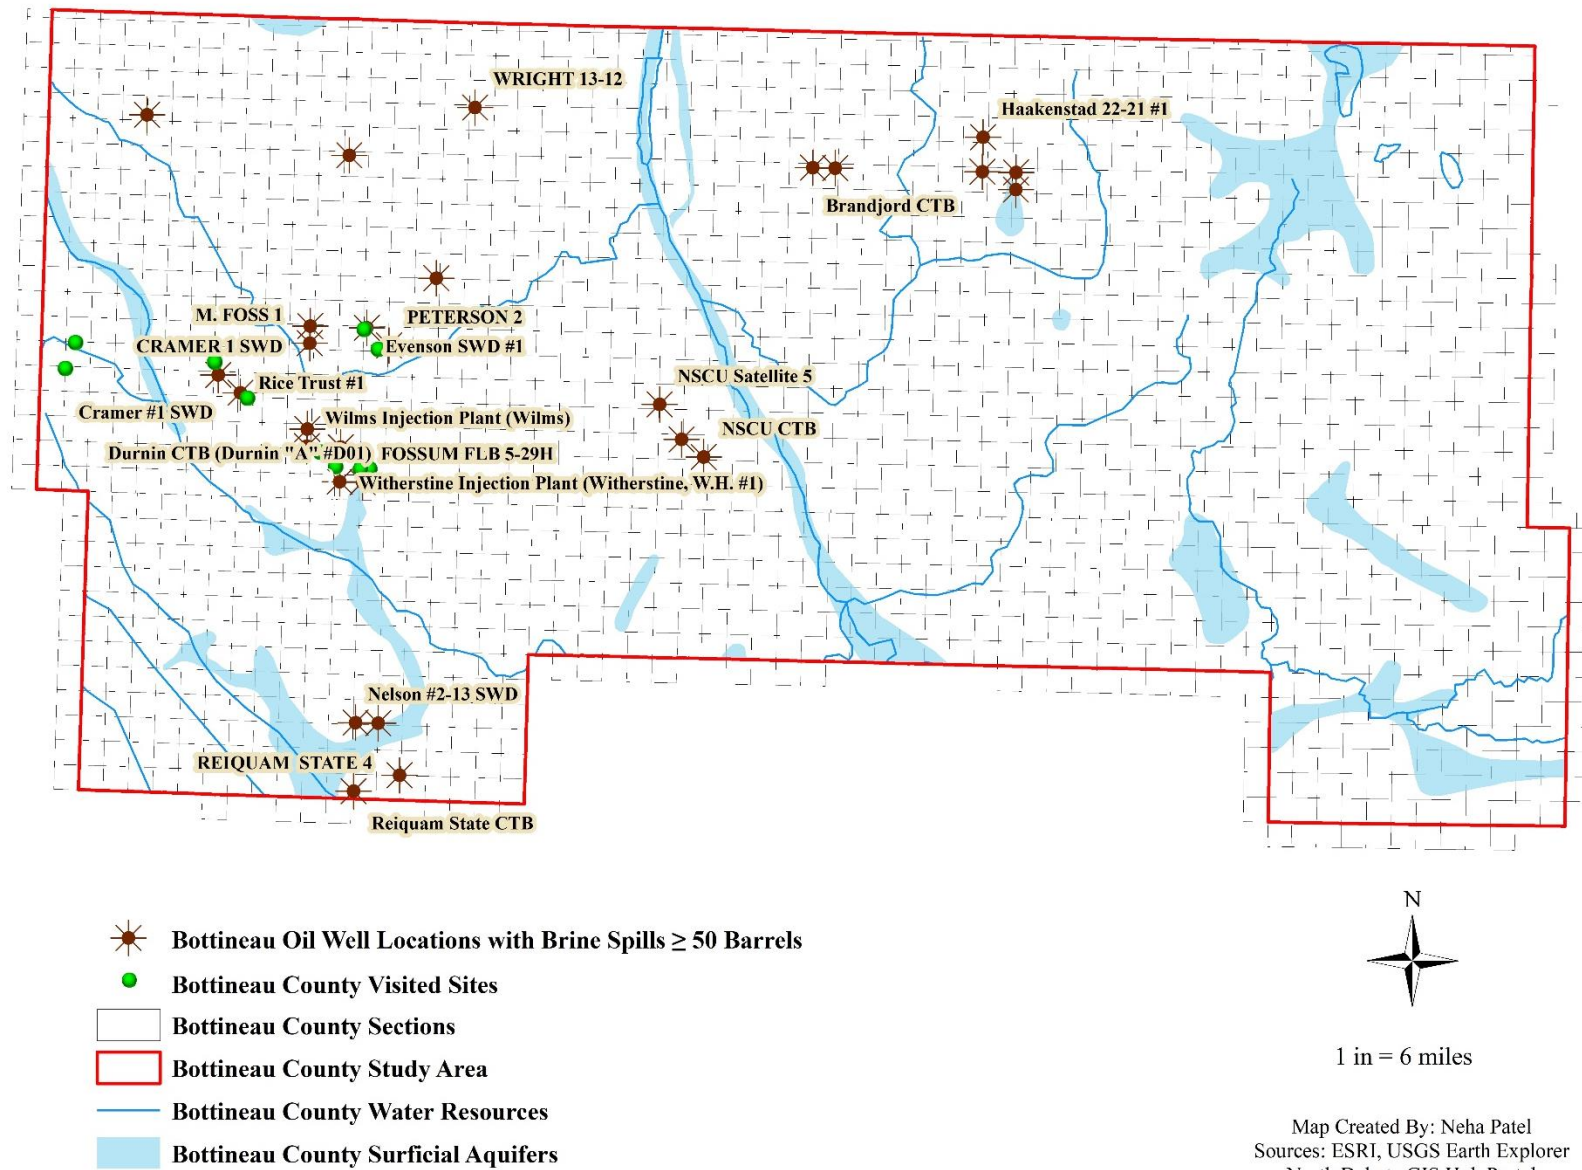 WRIGHT 13-12
Haakenstad 22-21 #1
Brandjord CTB
M. FOSS 1
PETERSON 2
CRAMER 1 SWD
Evenson SWD #1
Rice Trust #1
NSCU Satellite 5
Cramer #1 SWD
Wilms Injection Plant (Wilms)
NSCU CTB
Durnin CTB (Durnin "A" #D01)
FOSSUM FLB 5-29H
Witherstine Injection Plant (Witherstine, W.H. #1)
Nelson #2-13 SWD
REIQUAM STATE 4
Reiquam State CTB
Bottineau Oil Well Locations with Brine Spills ≥ 50 Barrels
Bottineau County Visited Sites
Bottineau County Sections
Bottineau County Study Area
Bottineau County Water Resources
Bottineau County Surficial Aquifers
N
1 in = 6 miles
Map Created By: Neha Patel
Sources: ESRI, USGS Earth Explorer